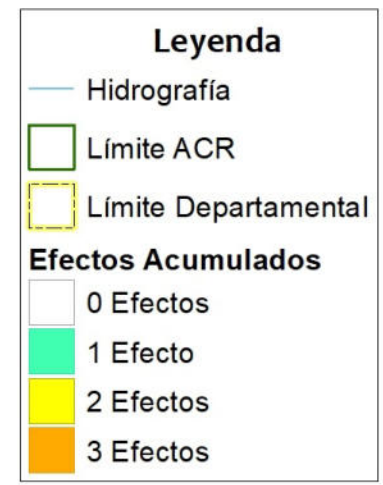 Leyenda
Hidrografía
Límite ACR
Límite Departamental
Efectos Acumulados
0 Efectos
1 Efecto
2 Efectos
3 Efectos